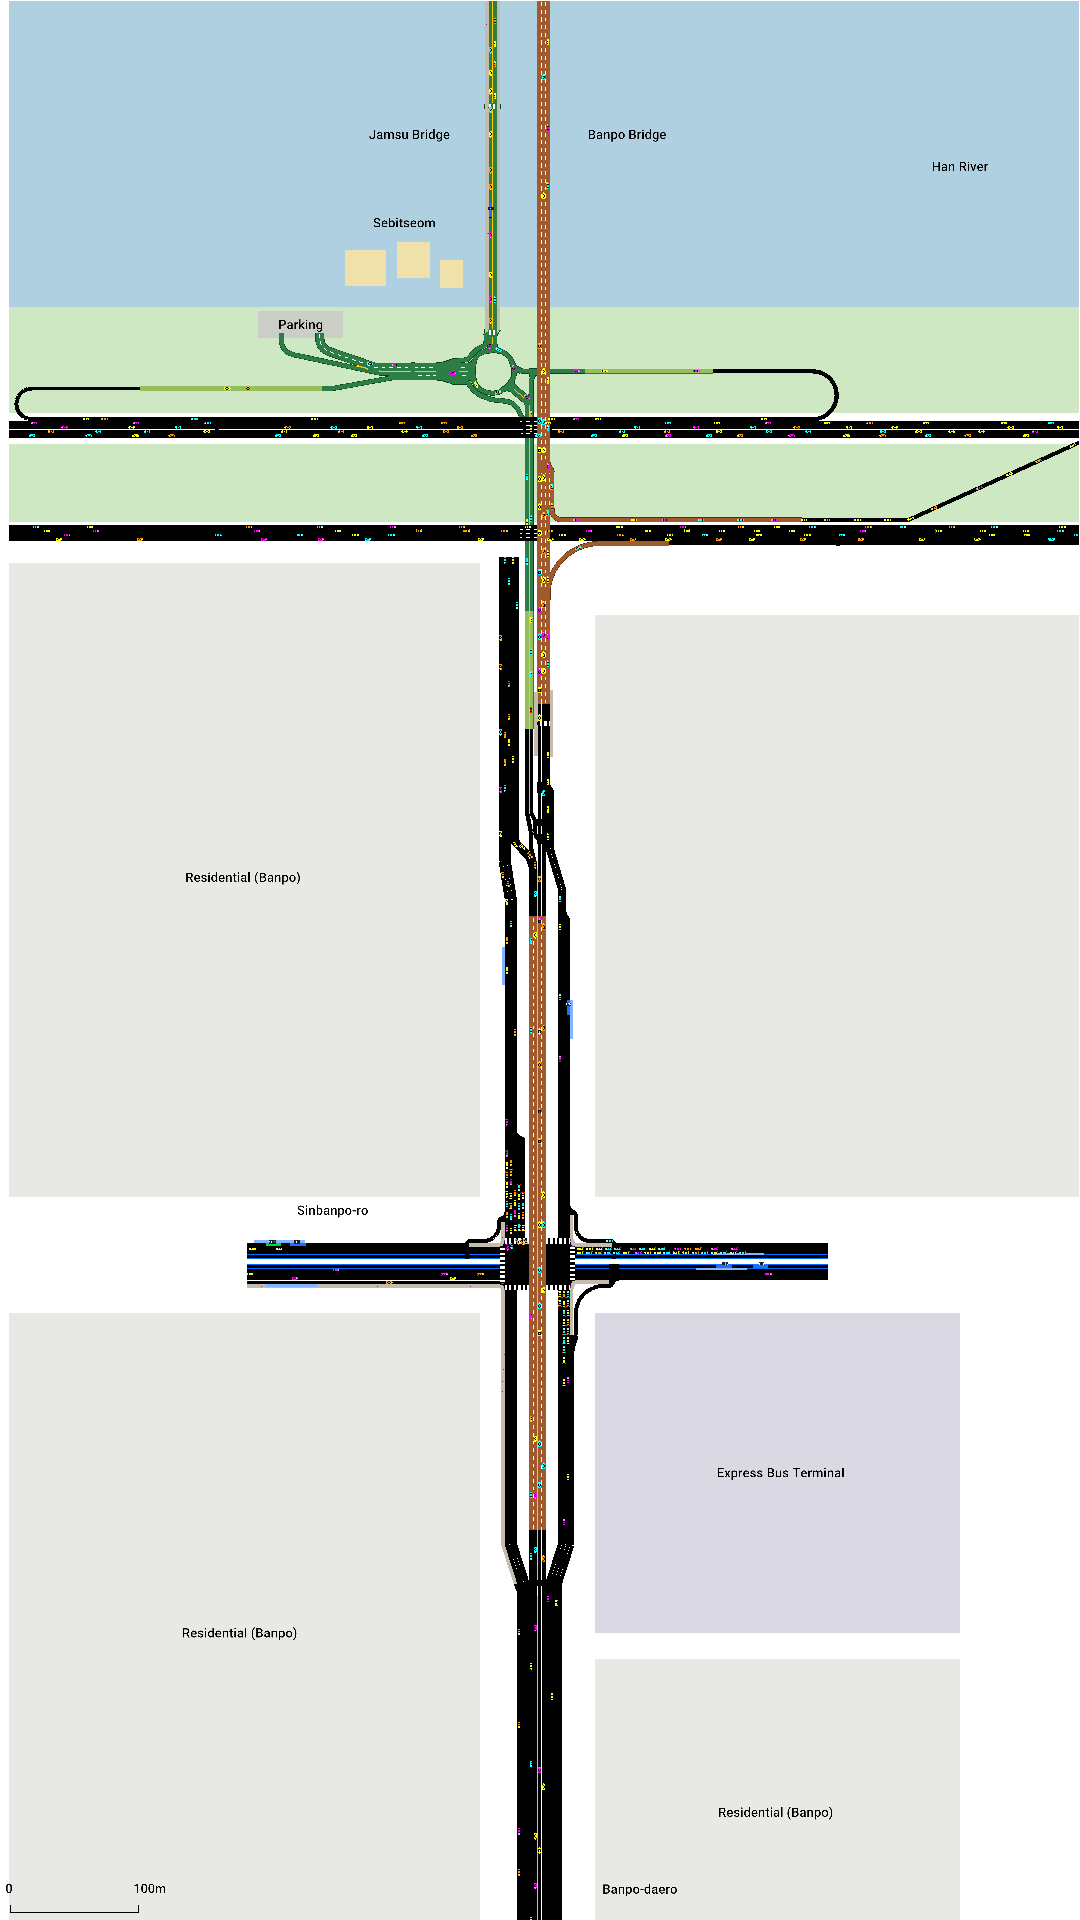 Jamsu Bridge
Banpo Bridge
Han River
Sebitseom
Parking
Residential (Banpo)
Sinbanpo-ro
Express Bus Terminal
Residential (Banpo)
Residential (Banpo)
Banpo-daero
0 100m